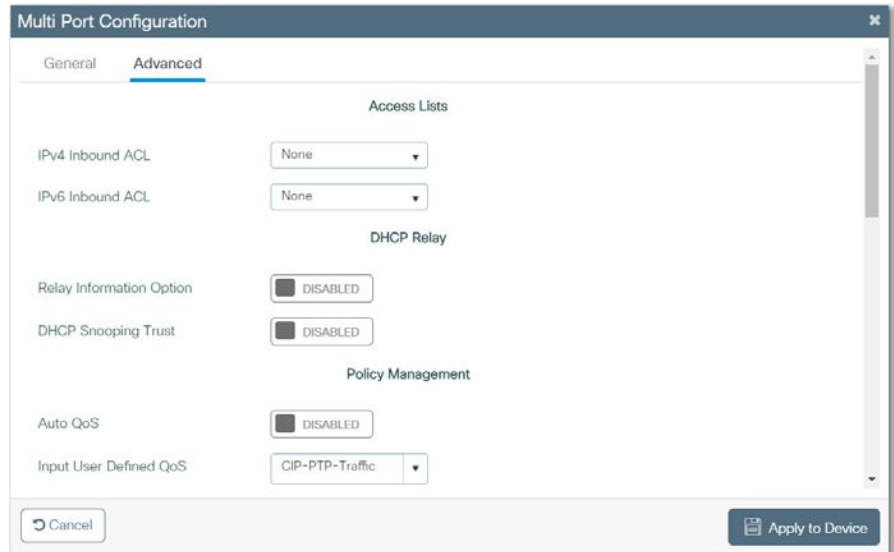 Multi Port Configuration
General Advanced
Access Lists
IPv4 Inbound ACL None
IPv6 Inbound ACL None
DHCP Relay
Relay Information Option DISABLED
DHCP Snooping Trust DISABLED
Policy Management
Auto QoS DISABLED
Input User Defined QoS CIP-PTP-Traffic
Cancel Apply to Device